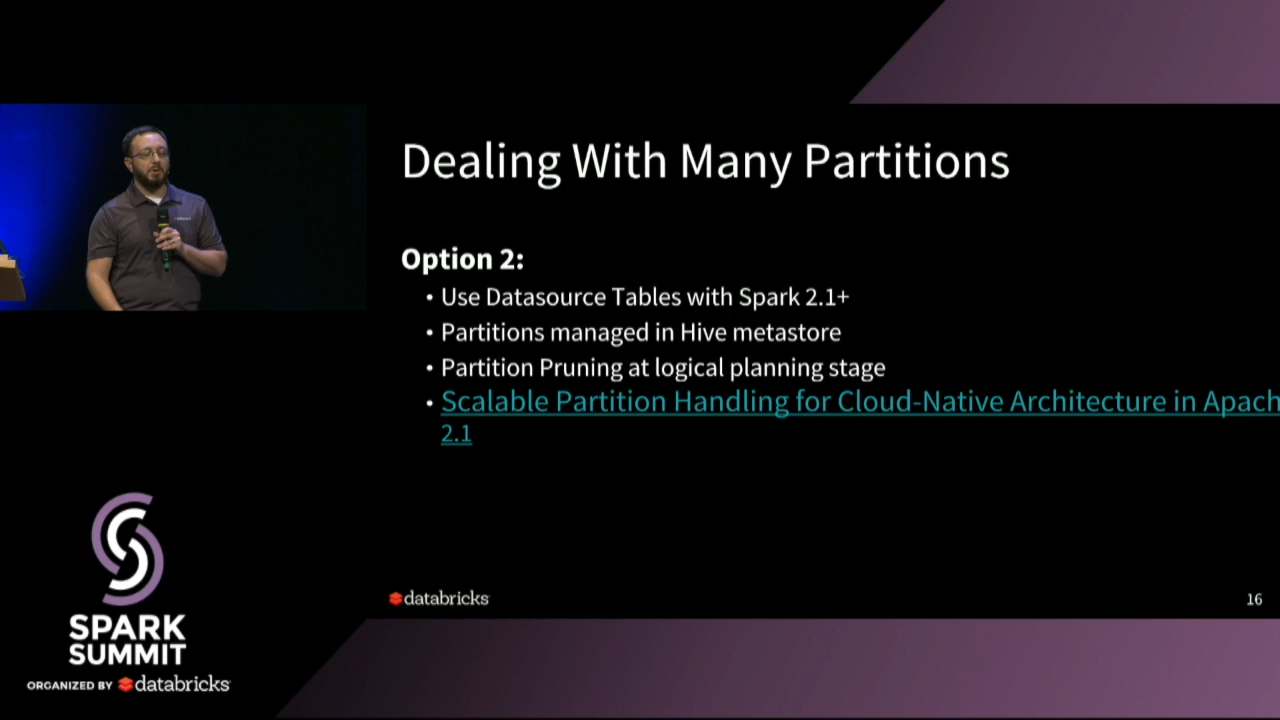 Dealing With Many Partitions
Option 2:
• Use Datasource Tables with Spark 2.1+
• Partitions managed in Hive metastore
• Partition Pruning at logical planning stage
• Scalable Partition Handling for Cloud-Native Architecture in Apach
2.1
databricks
16
SPARK
SUMMIT
ORGANIZED BY databricks